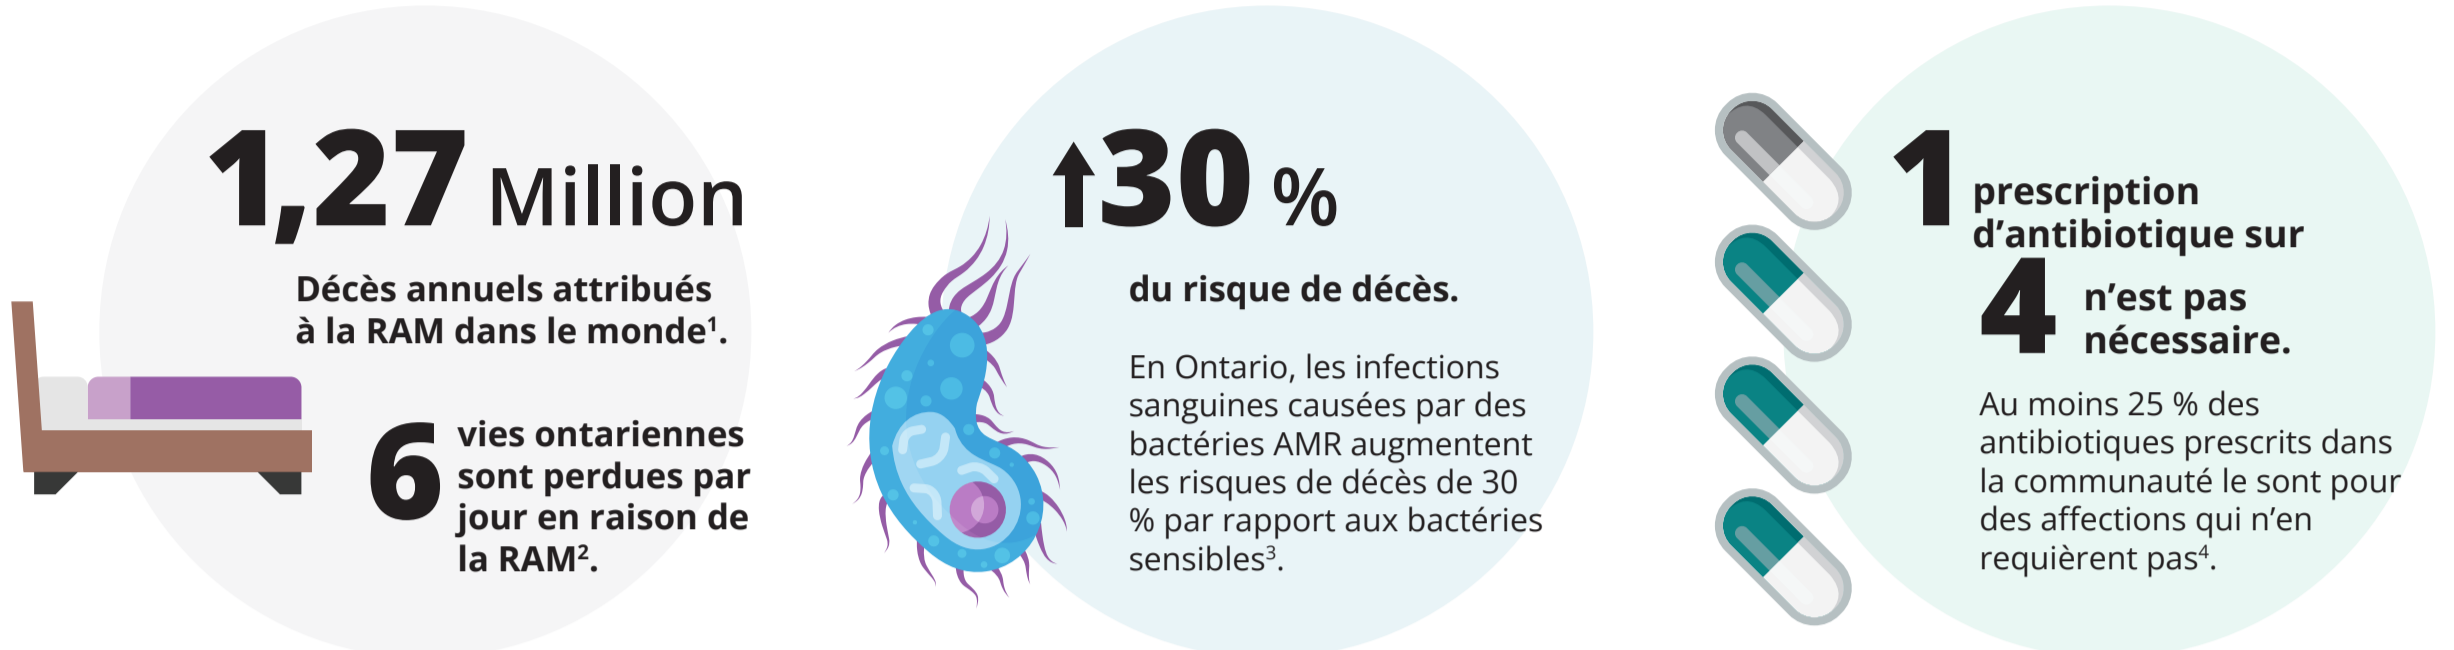 1,27 Million
Décès annuels attribués
à la RAM dans le monde¹.
6 vies ontariennes
sont perdues par
jour en raison de
la RAM².
↑30 %
du risque de décès.
En Ontario, les infections
sanguines causées par des
bactéries AMR augmentent
les risques de décès de 30
% par rapport aux bactéries
sensibles³.
1 prescription
d’antibiotique sur
4 n’est pas
nécessaire.
Au moins 25 % des
antibiotiques prescrits dans
la communauté le sont pour
des affections qui n’en
requièrent pas⁴.